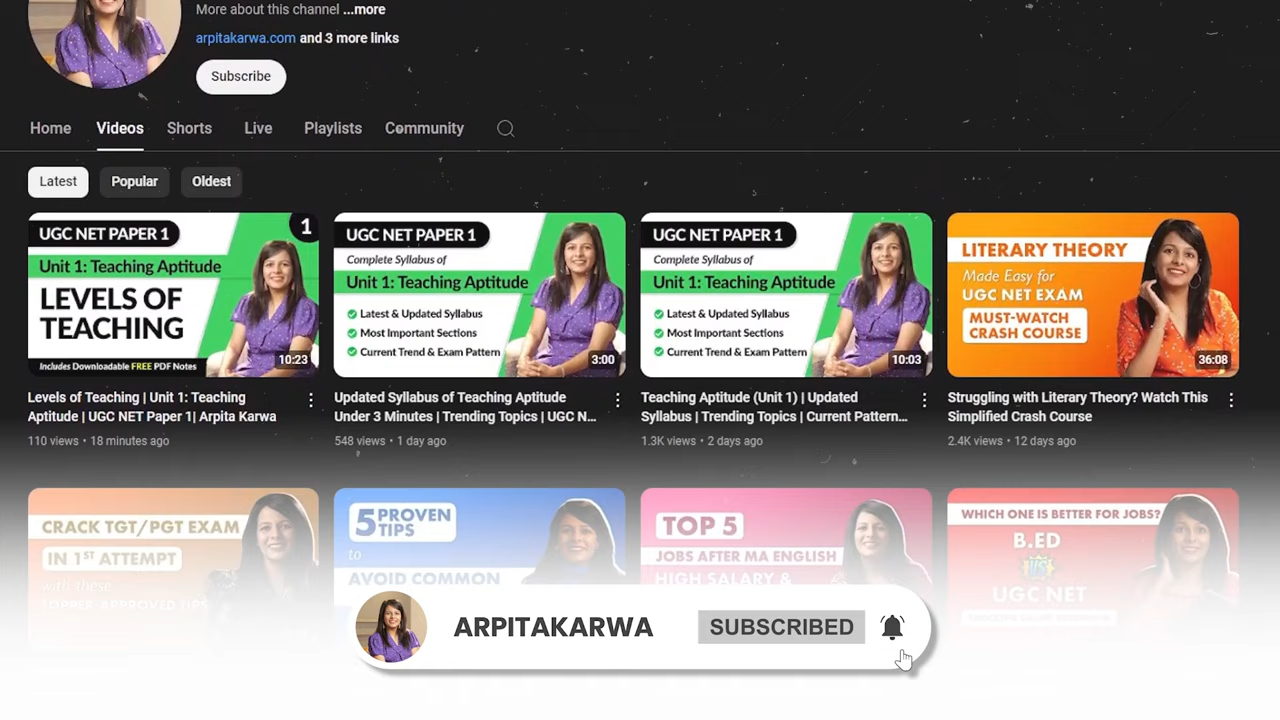 More about this channel ...more
arpitakarwa.com and 3 more links
Subscribe
Home Videos Shorts Live Playlists Community
Latest Popular Oldest
UGC NET PAPER 1
1
Unit 1: Teaching Aptitude
LEVELS OF
TEACHING
Includes Downloadable FREE PDF Notes
10:23
UGC NET PAPER 1
Complete Syllabus of
Unit 1: Teaching Aptitude
Latest & Updated Syllabus
Most Important Sections
Current Trend & Exam Pattern
3:00
UGC NET PAPER 1
Complete Syllabus of
Unit 1: Teaching Aptitude
Latest & Updated Syllabus
Most Important Sections
Current Trend & Exam Pattern
10:03
LITERARY THEORY
Made Easy for
UGC NET EXAM
MUST-WATCH
CRASH COURSE
36:08
Levels of Teaching | Unit 1: Teaching
Aptitude | UGC NET Paper 1| Arpita Karwa
110 views • 18 minutes ago
Updated Syllabus of Teaching Aptitude
Under 3 Minutes | Trending Topics | UGC N...
548 views • 1 day ago
Teaching Aptitude (Unit 1) | Updated
Syllabus | Trending Topics | Current Pattern...
1.3K views • 2 days ago
Struggling with Literary Theory? Watch This
Simplified Crash Course
2.4K views • 12 days ago
CRACK TGT/PGT EXAM
IN 1ST ATTEMPT
with these
TOPPER-APPROVED TIPS
5 PROVEN
TIPS
to
AVOID COMMON
TOP 5
JOBS AFTER MA ENGLISH
HIGH SALARY &
WHICH ONE IS BETTER FOR JOBS?
B.ED
VS
UGC NET
ARPITAKARWA SUBSCRIBED